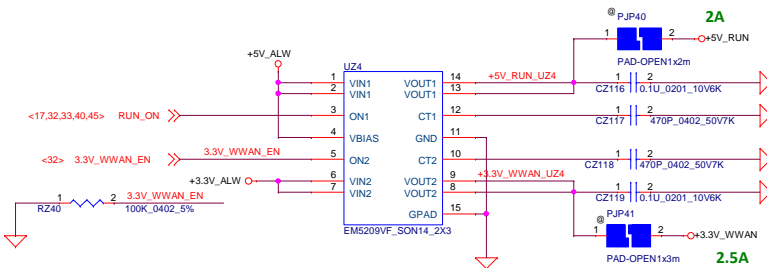 @ PJP40 2A
1 2 +5V_RUN
PAD-OPEN1x2m
+5V_ALW
UZ4
1 VIN1 VOUT1 14 +5V_RUN_UZ4 1 2
2 VIN1 VOUT1 13 CZ116 0.1U_0201_10V6K
<17,32,33,40,45> RUN_ON 3 ON1 CT1 12 1 2
CZ117 470P_0402_50V7K
4 VBIAS GND 11
<32> 3.3V_WWAN_EN 3.3V_WWAN_EN 5 ON2 CT2 10 1 2
CZ118 470P_0402_50V7K
+3.3V_ALW 6 VIN2 VOUT2 9 +3.3V_WWAN_UZ4
7 VIN2 VOUT2 8 1 2
CZ119 0.1U_0201_10V6K
1 2 3.3V_WWAN_EN
RZ40 100K_0402_5%
GPAD 15
EM5209VF_SON14_2X3
@ PJP41
1 2 +3.3V_WWAN
PAD-OPEN1x3m 2.5A